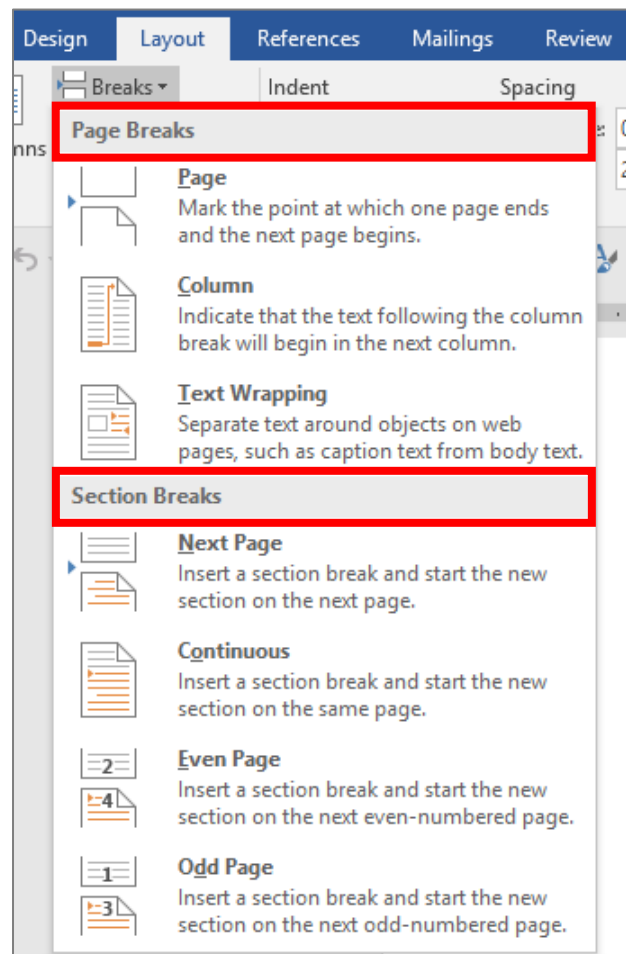 Design Layout References Mailings Review
Breaks Indent Spacing
Page Breaks
mns
Page
Mark the point at which one page ends
and the next page begins.
Column
Indicate that the text following the column
break will begin in the next column.
Text Wrapping
Separate text around objects on web
pages, such as caption text from body text.
Section Breaks
Next Page
Insert a section break and start the new
section on the next page.
Continuous
Insert a section break and start the new
section on the same page.
2
4
Even Page
Insert a section break and start the new
section on the next even-numbered page.
1
3
Odd Page
Insert a section break and start the new
section on the next odd-numbered page.